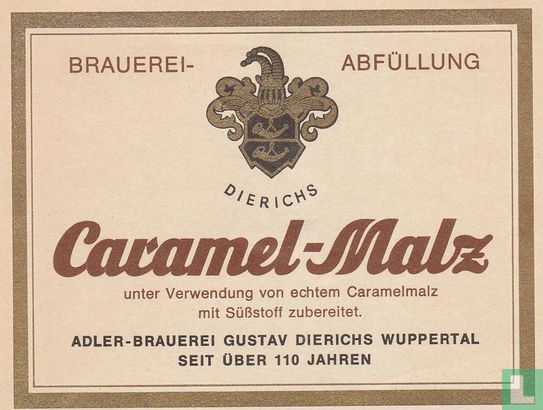 BRAUEREI- ABFÜLLUNG
DIERICHS
Caramel-Malz
unter Verwendung von echtem Caramelmalz
mit Süßstoff zubereitet.
ADLER-BRAUEREI GUSTAV DIERICHS WUPPERTAL
SEIT ÜBER 110 JAHREN
L